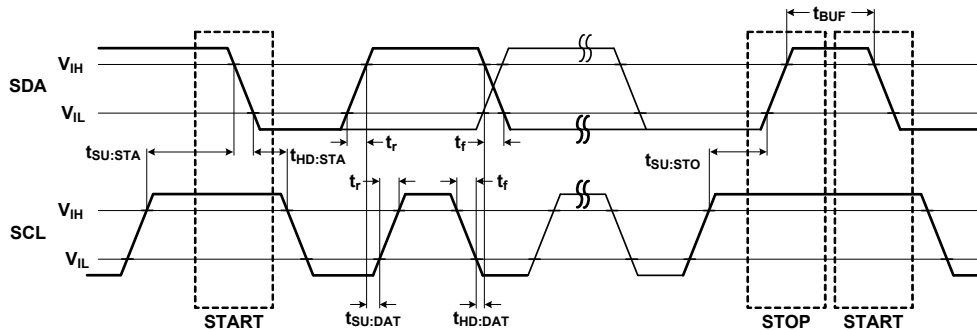 tBUF
VIH
SDA
VIL
tSU:STA
tHD:STA
tr
tf
tSU:STO
tr
tf
VIH
SCL
VIL
tSU:DAT
tHD:DAT
START
STOP
START